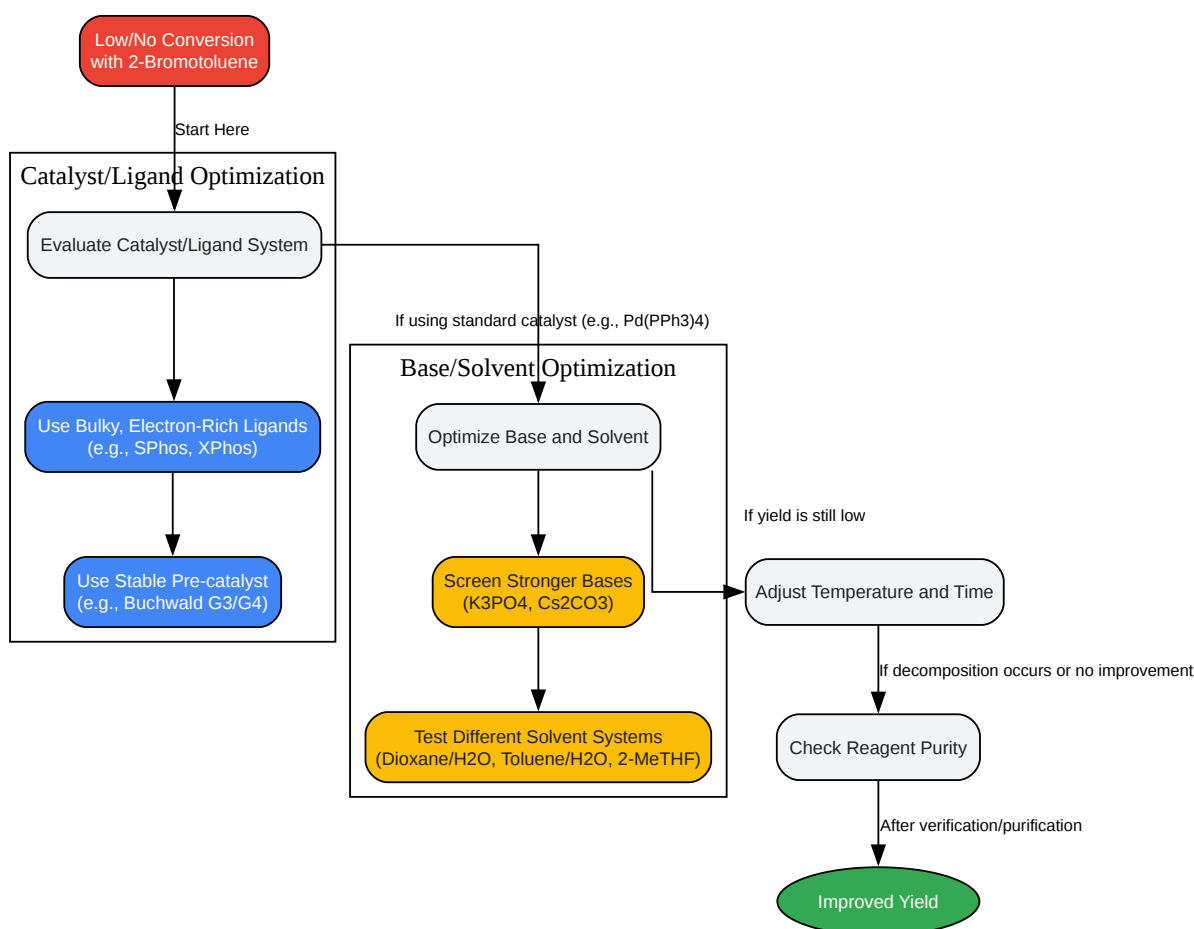 Low/No Conversion
with 2-Bromotoluene
Start Here
Catalyst/Ligand Optimization
Evaluate Catalyst/Ligand System
If using standard catalyst (e.g., Pd(PPh3)4)
Base/Solvent Optimization
Use Bulky, Electron-Rich Ligands
(e.g., SPhos, XPhos)
Optimize Base and Solvent
If yield is still low
Use Stable Pre-catalyst
(e.g., Buchwald G3/G4)
Screen Stronger Bases
(K3PO4, Cs2CO3)
Adjust Temperature and Time
If decomposition occurs or no improvement
Test Different Solvent Systems
(Dioxane/H2O, Toluene/H2O, 2-MeTHF)
Check Reagent Purity
After verification/purification
Improved Yield